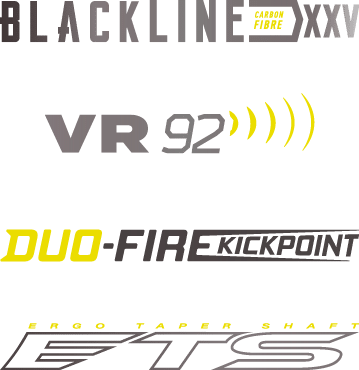 BLACKLINE CARBON FIBRE XXV
VR 92
DUO-FIRE KICKPOINT
ERGO TAPER SHAFT
ETS